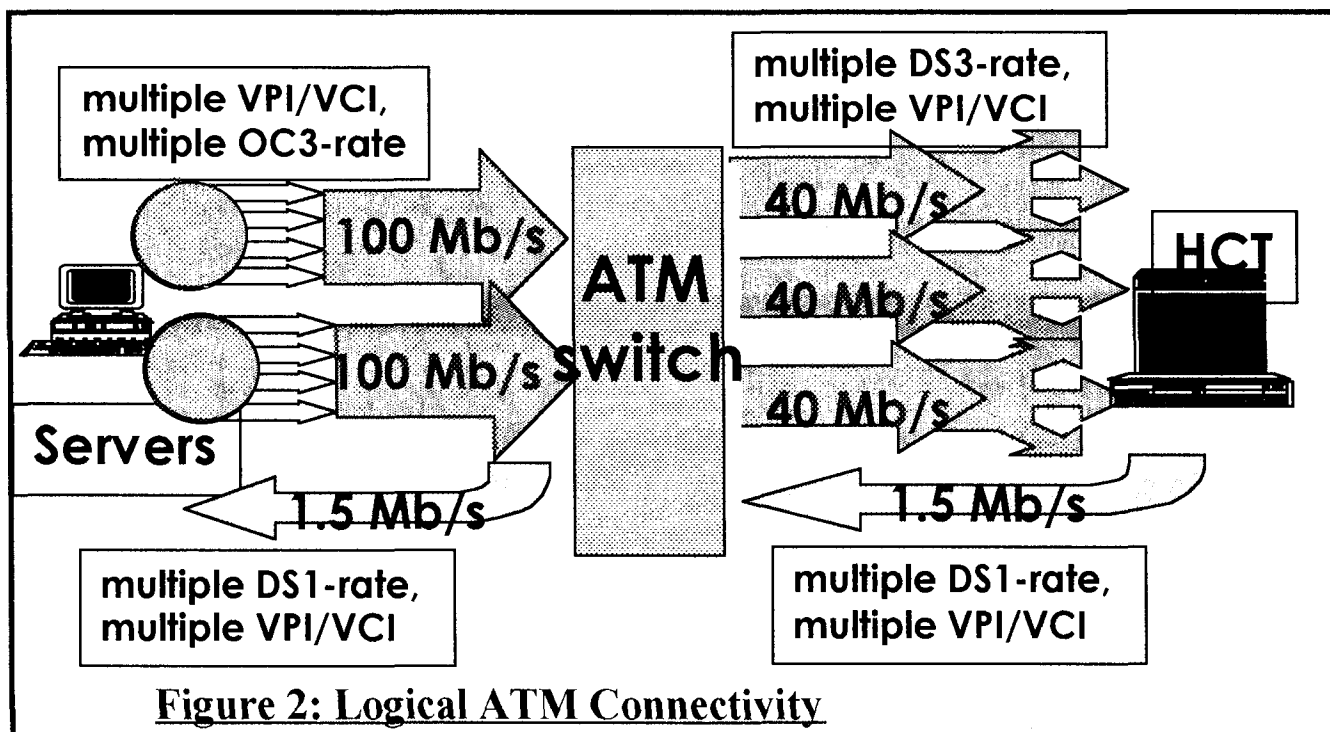 multiple VPI/VCI,
multiple OC3-rate
multiple DS3-rate,
multiple VPI/VCI
100 Mb/s
100 Mb/s
ATM
switch
40 Mb/s
40 Mb/s
40 Mb/s
HCT
Servers
1.5 Mb/s
1.5 Mb/s
multiple DS1-rate,
multiple VPI/VCI
multiple DS1-rate,
multiple VPI/VCI
Figure 2: Logical ATM Connectivity